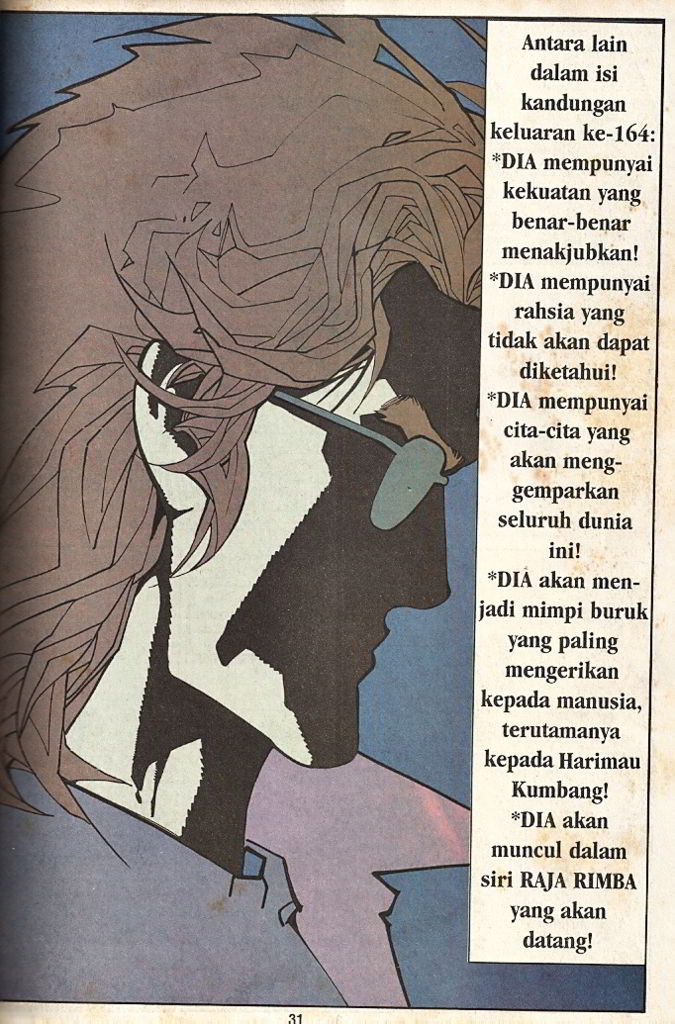 Antara lain
dalam isi
kandungan
keluaran ke-164:
*DIA mempunyai
kekuatan yang
benar-benar
menakjubkan!
*DIA mempunyai
rahsia yang
tidak akan dapat
diketahui!
*DIA mempunyai
cita-cita yang
akan meng-
gemparkan
seluruh dunia
ini!
*DIA akan men-
jadi mimpi buruk
yang paling
mengerikan
kepada manusia,
terutamanya
kepada Harimau
Kumbang!
*DIA akan
muncul dalam
siri RAJA RIMBA
yang akan
datang!
31